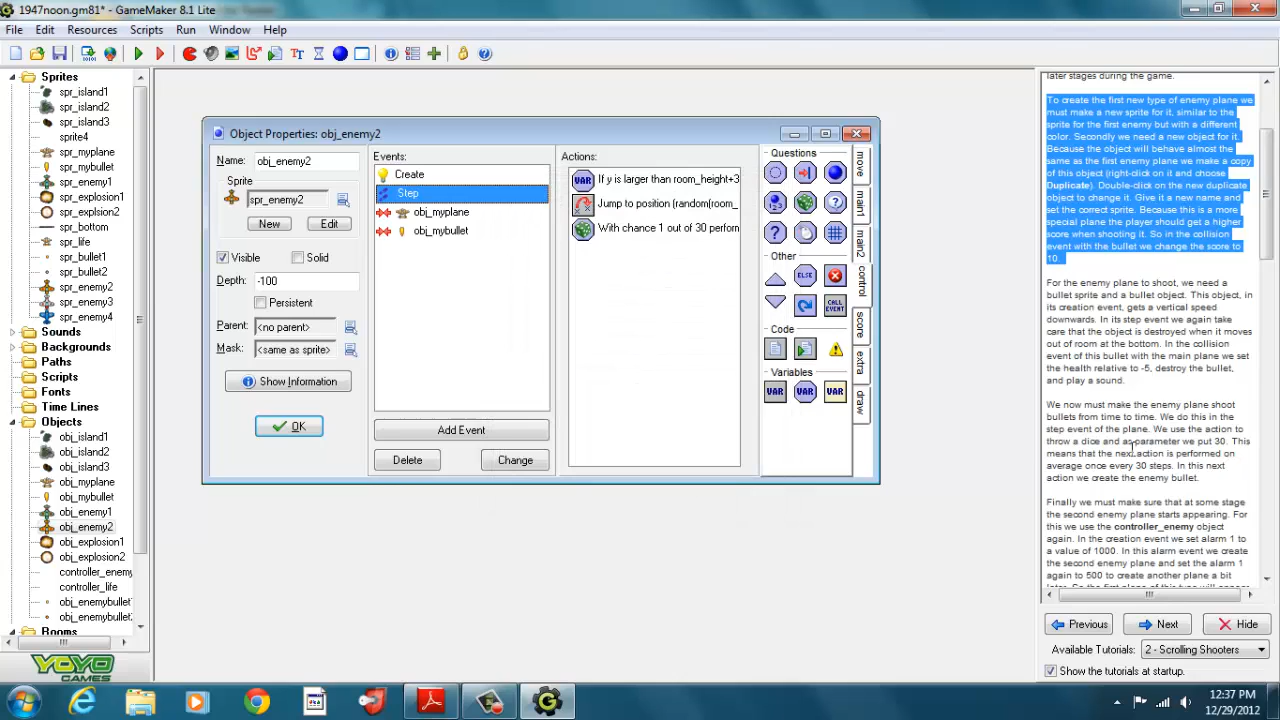 1947noon.gm81* - GameMaker 8.1 Lite
File Edit Resources Scripts Run Window Help
Sprites
spr_island1
spr_island2
spr_island3
sprite4
spr_myplane
spr_mybullet
spr_enemy1
spr_explsion1
spr_explsion2
spr_bottom
spr_life
spr_bullet1
spr_bullet2
spr_enemy2
spr_enemy3
spr_enemy4
Sounds
Backgrounds
Paths
Scripts
Fonts
Time Lines
Objects
obj_island1
obj_island2
obj_island3
obj_myplane
obj_mybullet
obj_enemy1
obj_enemy2
obj_explosion1
obj_explosion2
controller_enemy
controller_life
obj_enemybullet
obj_enemybullet
Rooms
YOYO
GAMES
Object Properties: obj_enemy2
Name: obj_enemy2
Sprite
spr_enemy2
New Edit
Visible Solid
Depth: -100
Persistent
Parent: <no parent>
Mask: <same as sprite>
Show Information
OK
Events:
Create
Step
obj_myplane
obj_mybullet
Add Event
Delete Change
Actions:
VAR If y is larger than room_height+3
Jump to position (random(room_
With chance 1 out of 30 perform
Questions
Other
ELSE
CALL EVENT
Code
Variables
VAR VAR VAR
move
main1
main2
control
score
extra
draw
later stages during the game.
To create the first new type of enemy plane we
must make a new sprite for it, similar to the
sprite for the first enemy but with a different
color. Secondly we need a new object for it.
Because the object will behave almost the
same as the first enemy plane we make a copy
of this object (right-click on it and choose
Duplicate). Double-click on the new duplicate
object to change it. Give it a new name and
set the correct sprite. Because this is a more
special plane the player should get a higher
score when shooting it. So in the collision
event with the bullet we change the score to
10.
For the enemy plane to shoot, we need a
bullet sprite and a bullet object. This object, in
its creation event, gets a vertical speed
downwards. In its step event we again take
care that the object is destroyed when it moves
out of room at the bottom. In the collision
event of this bullet with the main plane we set
the health relative to -5, destroy the bullet,
and play a sound.
We now must make the enemy plane shoot
bullets from time to time. We do this in the
step event of the plane. We use the action to
throw a dice and as parameter we put 30. This
means that the next action is performed on
average once every 30 steps. In this next
action we create the enemy bullet.
Finally we must make sure that at some stage
the second enemy plane starts appearing. For
this we use the controller_enemy object
again. In the creation event we set alarm 1 to
a value of 1000. In this alarm event we create
the second enemy plane and set the alarm 1
again to 500 to create another plane a bit
Previous Next Hide
Available Tutorials: 2 - Scrolling Shooters
Show the tutorials at startup.
12:37 PM
12/29/2012